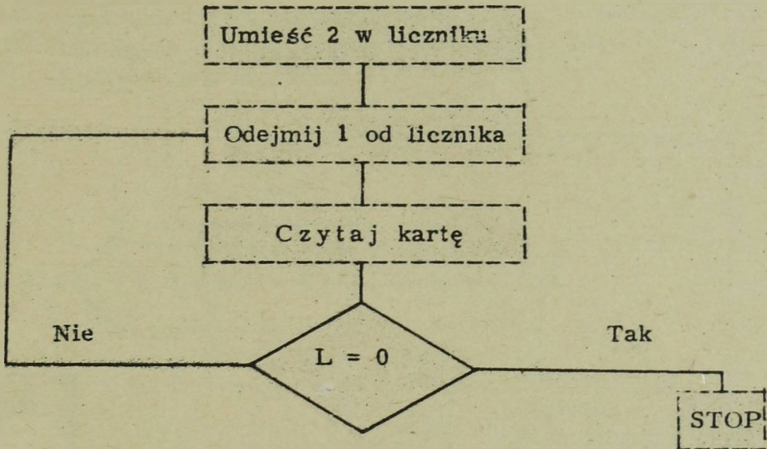 Umieść 2 w liczniku
Odejmij 1 od licznika
Czytaj kartę
Nie
Tak
L = 0
STOP